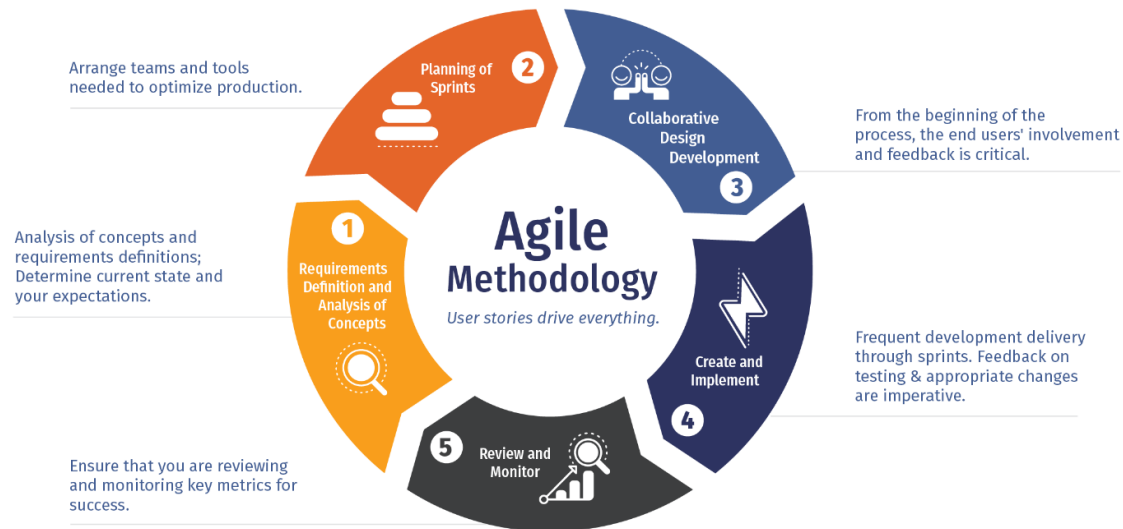 Agile
Methodology
User stories drive everything.
1
Requirements
Definition and
Analysis of
Concepts
Analysis of concepts and
requirements definitions;
Determine current state and
your expectations.
2
Planning of
Sprints
Arrange teams and tools
needed to optimize production.
Collaborative
Design
Development
3
From the beginning of the
process, the end users' involvement
and feedback is critical.
Create and
Implement
4
Frequent development delivery
through sprints. Feedback on
testing & appropriate changes
are imperative.
5
Review and
Monitor
Ensure that you are reviewing
and monitoring key metrics for
success.